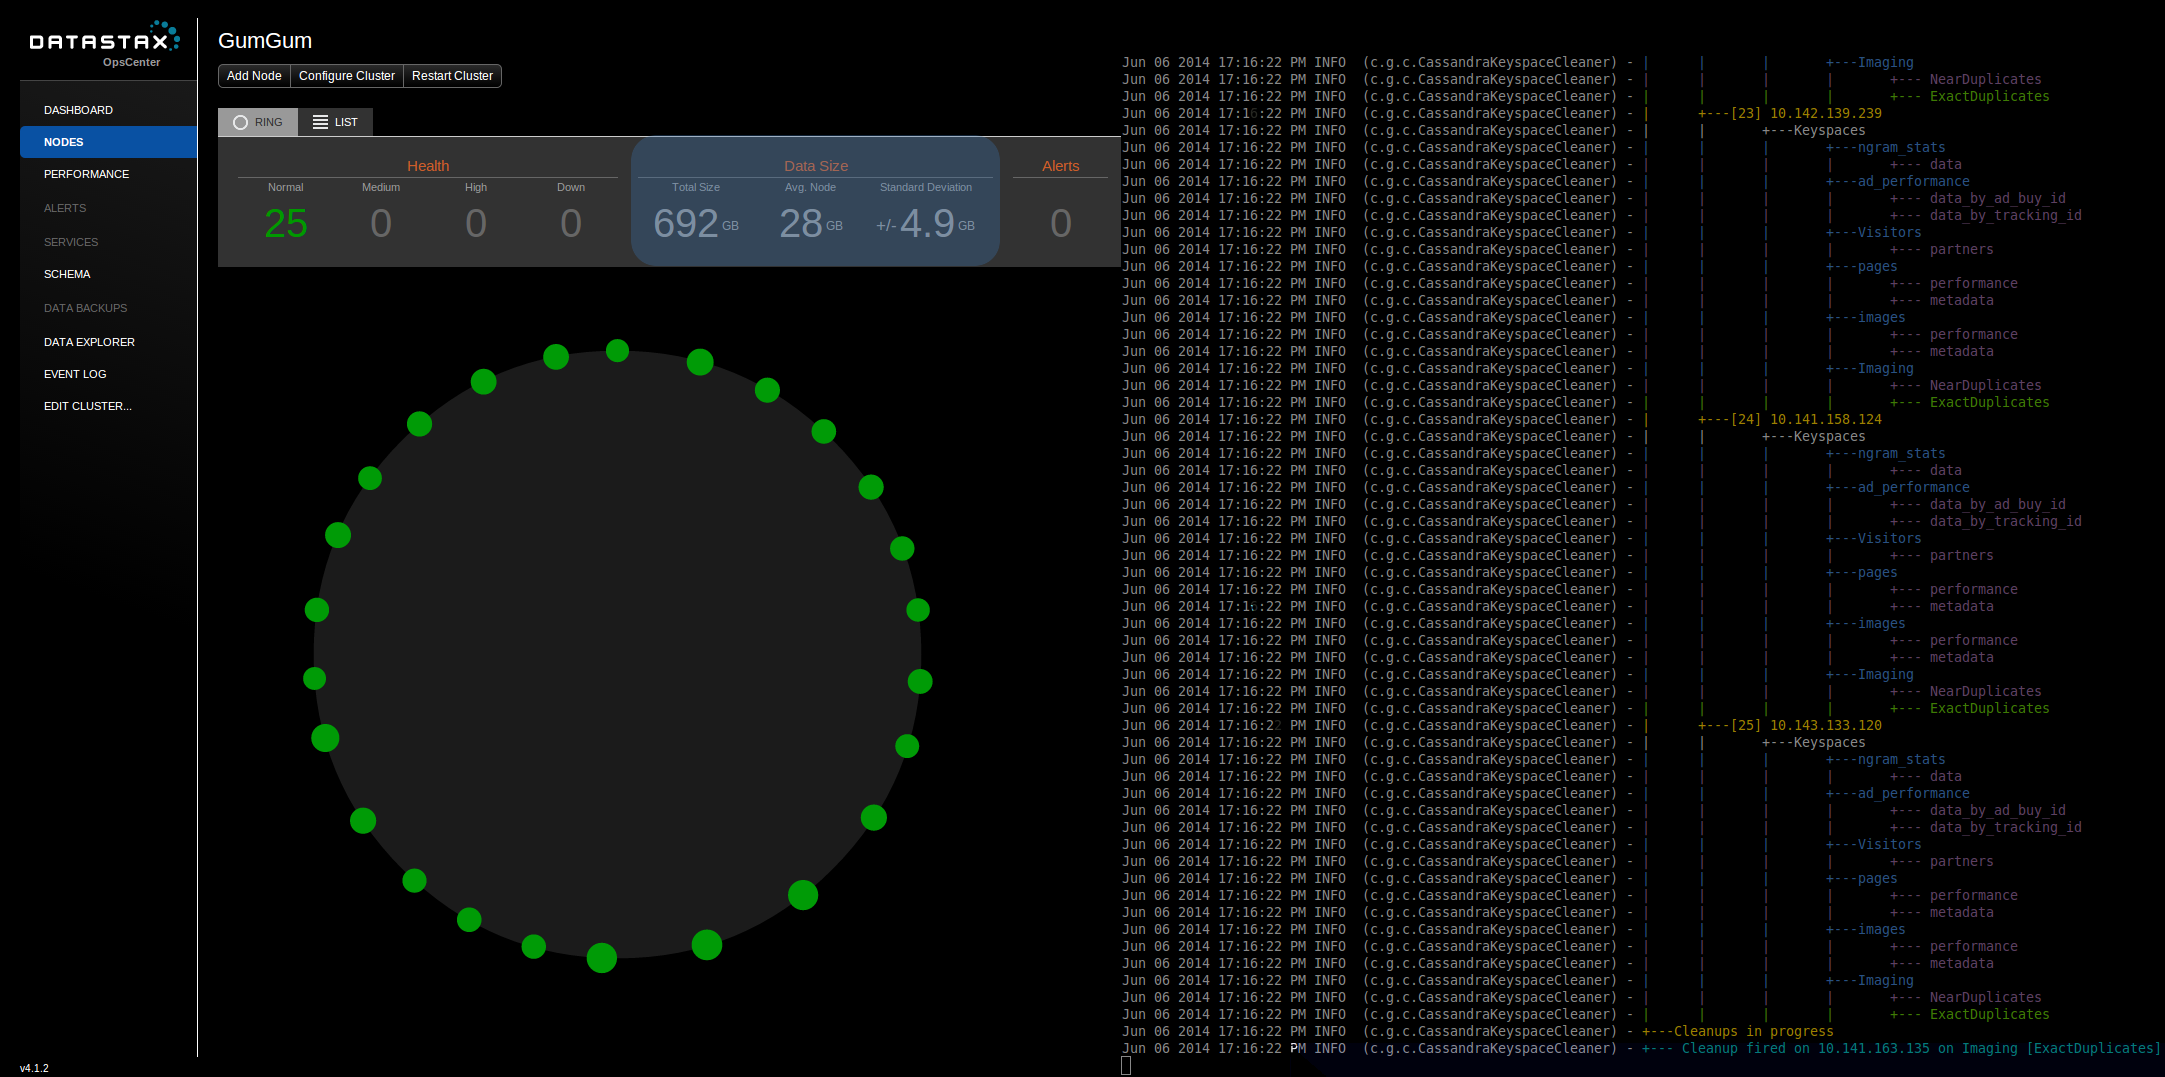 DATASTAX
OpsCenter
DASHBOARD
NODES
PERFORMANCE
ALERTS
SERVICES
SCHEMA
DATA BACKUPS
DATA EXPLORER
EVENT LOG
EDIT CLUSTER...
v4.1.2
GumGum
Add Node Configure Cluster Restart Cluster
RING LIST
Health
Normal Medium High Down
25 0 0 0
Data Size
Total Size Avg. Node Standard Deviation
692 GB 28 GB +/- 4.9 GB
Alerts
0
Jun 06 2014 17:16:22 PM INFO  (c.g.c.CassandraKeyspaceCleaner) - | | | +---Imaging
Jun 06 2014 17:16:22 PM INFO  (c.g.c.CassandraKeyspaceCleaner) - | | | | +--- NearDuplicates
Jun 06 2014 17:16:22 PM INFO  (c.g.c.CassandraKeyspaceCleaner) - | | | | +--- ExactDuplicates
Jun 06 2014 17:16:22 PM INFO  (c.g.c.CassandraKeyspaceCleaner) - | +---[23] 10.142.139.239
Jun 06 2014 17:16:22 PM INFO  (c.g.c.CassandraKeyspaceCleaner) - | | +---Keyspaces
Jun 06 2014 17:16:22 PM INFO  (c.g.c.CassandraKeyspaceCleaner) - | | | +---ngram_stats
Jun 06 2014 17:16:22 PM INFO  (c.g.c.CassandraKeyspaceCleaner) - | | | | +--- data
Jun 06 2014 17:16:22 PM INFO  (c.g.c.CassandraKeyspaceCleaner) - | | | +---ad_performance
Jun 06 2014 17:16:22 PM INFO  (c.g.c.CassandraKeyspaceCleaner) - | | | | +--- data_by_ad_buy_id
Jun 06 2014 17:16:22 PM INFO  (c.g.c.CassandraKeyspaceCleaner) - | | | | +--- data_by_tracking_id
Jun 06 2014 17:16:22 PM INFO  (c.g.c.CassandraKeyspaceCleaner) - | | | +---Visitors
Jun 06 2014 17:16:22 PM INFO  (c.g.c.CassandraKeyspaceCleaner) - | | | | +--- partners
Jun 06 2014 17:16:22 PM INFO  (c.g.c.CassandraKeyspaceCleaner) - | | | +---pages
Jun 06 2014 17:16:22 PM INFO  (c.g.c.CassandraKeyspaceCleaner) - | | | | +--- performance
Jun 06 2014 17:16:22 PM INFO  (c.g.c.CassandraKeyspaceCleaner) - | | | | +--- metadata
Jun 06 2014 17:16:22 PM INFO  (c.g.c.CassandraKeyspaceCleaner) - | | | +---images
Jun 06 2014 17:16:22 PM INFO  (c.g.c.CassandraKeyspaceCleaner) - | | | | +--- performance
Jun 06 2014 17:16:22 PM INFO  (c.g.c.CassandraKeyspaceCleaner) - | | | | +--- metadata
Jun 06 2014 17:16:22 PM INFO  (c.g.c.CassandraKeyspaceCleaner) - | | | +---Imaging
Jun 06 2014 17:16:22 PM INFO  (c.g.c.CassandraKeyspaceCleaner) - | | | | +--- NearDuplicates
Jun 06 2014 17:16:22 PM INFO  (c.g.c.CassandraKeyspaceCleaner) - | | | | +--- ExactDuplicates
Jun 06 2014 17:16:22 PM INFO  (c.g.c.CassandraKeyspaceCleaner) - | +---[24] 10.141.158.124
Jun 06 2014 17:16:22 PM INFO  (c.g.c.CassandraKeyspaceCleaner) - | | +---Keyspaces
Jun 06 2014 17:16:22 PM INFO  (c.g.c.CassandraKeyspaceCleaner) - | | | +---ngram_stats
Jun 06 2014 17:16:22 PM INFO  (c.g.c.CassandraKeyspaceCleaner) - | | | | +--- data
Jun 06 2014 17:16:22 PM INFO  (c.g.c.CassandraKeyspaceCleaner) - | | | +---ad_performance
Jun 06 2014 17:16:22 PM INFO  (c.g.c.CassandraKeyspaceCleaner) - | | | | +--- data_by_ad_buy_id
Jun 06 2014 17:16:22 PM INFO  (c.g.c.CassandraKeyspaceCleaner) - | | | | +--- data_by_tracking_id
Jun 06 2014 17:16:22 PM INFO  (c.g.c.CassandraKeyspaceCleaner) - | | | +---Visitors
Jun 06 2014 17:16:22 PM INFO  (c.g.c.CassandraKeyspaceCleaner) - | | | | +--- partners
Jun 06 2014 17:16:22 PM INFO  (c.g.c.CassandraKeyspaceCleaner) - | | | +---pages
Jun 06 2014 17:16:22 PM INFO  (c.g.c.CassandraKeyspaceCleaner) - | | | | +--- performance
Jun 06 2014 17:16:22 PM INFO  (c.g.c.CassandraKeyspaceCleaner) - | | | | +--- metadata
Jun 06 2014 17:16:22 PM INFO  (c.g.c.CassandraKeyspaceCleaner) - | | | +---images
Jun 06 2014 17:16:22 PM INFO  (c.g.c.CassandraKeyspaceCleaner) - | | | | +--- performance
Jun 06 2014 17:16:22 PM INFO  (c.g.c.CassandraKeyspaceCleaner) - | | | | +--- metadata
Jun 06 2014 17:16:22 PM INFO  (c.g.c.CassandraKeyspaceCleaner) - | | | +---Imaging
Jun 06 2014 17:16:22 PM INFO  (c.g.c.CassandraKeyspaceCleaner) - | | | | +--- NearDuplicates
Jun 06 2014 17:16:22 PM INFO  (c.g.c.CassandraKeyspaceCleaner) - | | | | +--- ExactDuplicates
Jun 06 2014 17:16:22 PM INFO  (c.g.c.CassandraKeyspaceCleaner) - | +---[25] 10.143.133.120
Jun 06 2014 17:16:22 PM INFO  (c.g.c.CassandraKeyspaceCleaner) - | | +---Keyspaces
Jun 06 2014 17:16:22 PM INFO  (c.g.c.CassandraKeyspaceCleaner) - | | | +---ngram_stats
Jun 06 2014 17:16:22 PM INFO  (c.g.c.CassandraKeyspaceCleaner) - | | | | +--- data
Jun 06 2014 17:16:22 PM INFO  (c.g.c.CassandraKeyspaceCleaner) - | | | +---ad_performance
Jun 06 2014 17:16:22 PM INFO  (c.g.c.CassandraKeyspaceCleaner) - | | | | +--- data_by_ad_buy_id
Jun 06 2014 17:16:22 PM INFO  (c.g.c.CassandraKeyspaceCleaner) - | | | | +--- data_by_tracking_id
Jun 06 2014 17:16:22 PM INFO  (c.g.c.CassandraKeyspaceCleaner) - | | | +---Visitors
Jun 06 2014 17:16:22 PM INFO  (c.g.c.CassandraKeyspaceCleaner) - | | | | +--- partners
Jun 06 2014 17:16:22 PM INFO  (c.g.c.CassandraKeyspaceCleaner) - | | | +---pages
Jun 06 2014 17:16:22 PM INFO  (c.g.c.CassandraKeyspaceCleaner) - | | | | +--- performance
Jun 06 2014 17:16:22 PM INFO  (c.g.c.CassandraKeyspaceCleaner) - | | | | +--- metadata
Jun 06 2014 17:16:22 PM INFO  (c.g.c.CassandraKeyspaceCleaner) - | | | +---images
Jun 06 2014 17:16:22 PM INFO  (c.g.c.CassandraKeyspaceCleaner) - | | | | +--- performance
Jun 06 2014 17:16:22 PM INFO  (c.g.c.CassandraKeyspaceCleaner) - | | | | +--- metadata
Jun 06 2014 17:16:22 PM INFO  (c.g.c.CassandraKeyspaceCleaner) - | | | +---Imaging
Jun 06 2014 17:16:22 PM INFO  (c.g.c.CassandraKeyspaceCleaner) - | | | | +--- NearDuplicates
Jun 06 2014 17:16:22 PM INFO  (c.g.c.CassandraKeyspaceCleaner) - | | | | +--- ExactDuplicates
Jun 06 2014 17:16:22 PM INFO  (c.g.c.CassandraKeyspaceCleaner) - +---Cleanups in progress
Jun 06 2014 17:16:22 PM INFO  (c.g.c.CassandraKeyspaceCleaner) - +--- Cleanup fired on 10.141.163.135 on Imaging [ExactDuplicates]